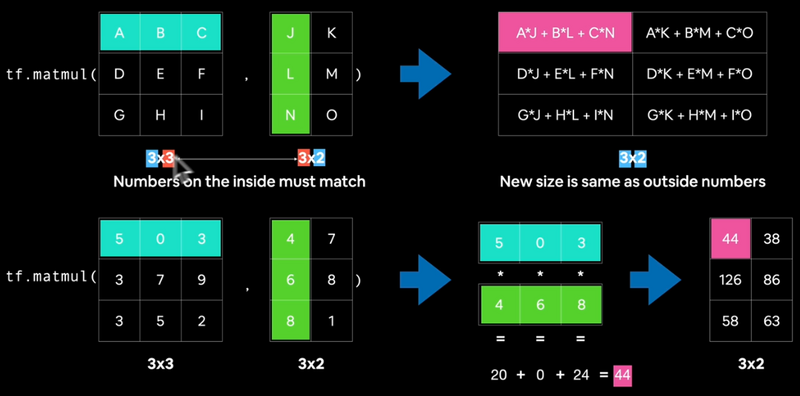 A B C J K A*J + B*L + C*N A*K + B*M + C*O
tf.matmul( D E F , L M ) D*J + E*L + F*N D*K + E*M + F*O
G H I N O G*J + H*L + I*N G*K + H*M + I*O
3x3 3x2 3x2
Numbers on the inside must match New size is same as outside numbers
5 0 3 4 7 5 0 3 44 38
* * *
tf.matmul( 3 7 9 , 6 8 ) 4 6 8 126 86
3 5 2 8 1 = = = 58 63
3x3 3x2 20 + 0 + 24 = 44 3x2